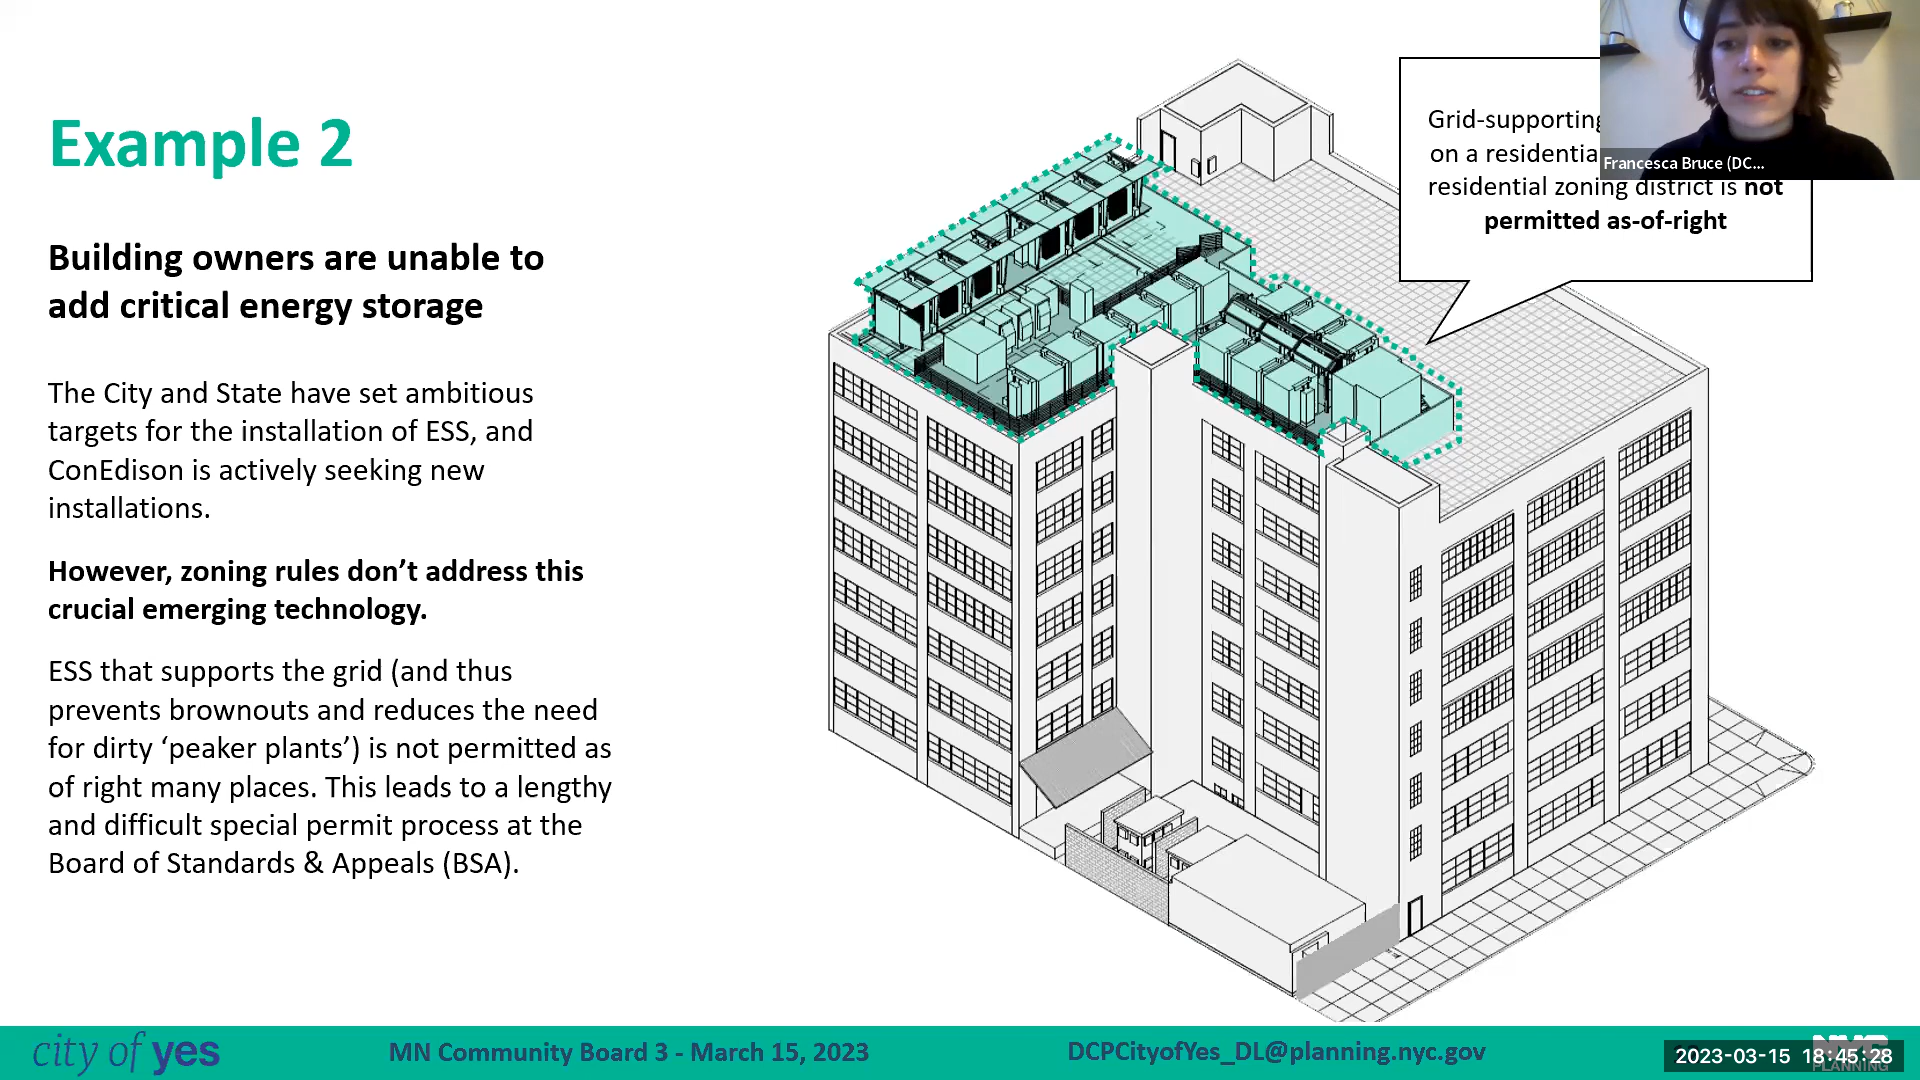 Example 2
Building owners are unable to
add critical energy storage
The City and State have set ambitious
targets for the installation of ESS, and
ConEdison is actively seeking new
installations.
However, zoning rules don’t address this
crucial emerging technology.
ESS that supports the grid (and thus
prevents brownouts and reduces the need
for dirty ‘peaker plants’) is not permitted as
of right many places. This leads to a lengthy
and difficult special permit process at the
Board of Standards & Appeals (BSA).
Grid-supporting
on a
residential zoning district is not
permitted as-of-right
Francesca Bruce (DC...
city of yes
MN Community Board 3 - March 15, 2023
DCPCityofYes_DL@planning.nyc.gov
PLANNING
2023-03-15 18:45:28